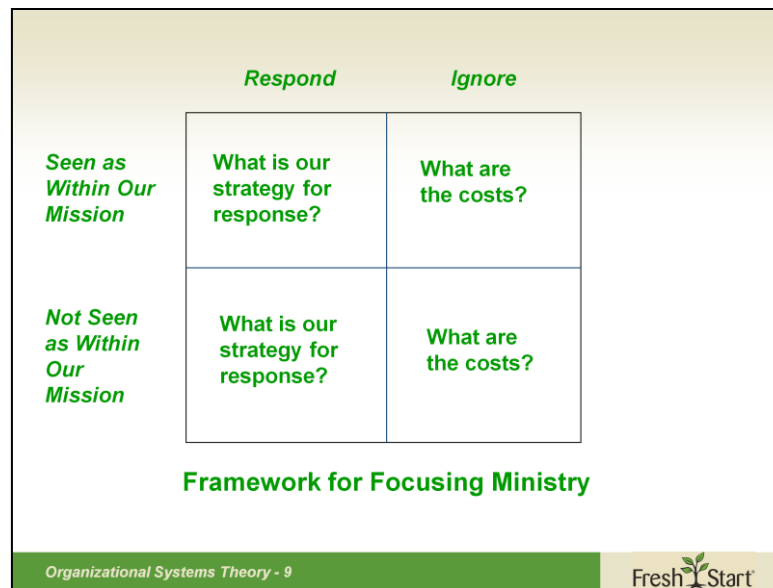 Respond
Ignore
Seen as
Within Our
Mission
What is our
strategy for
response?
What are
the costs?
Not Seen
as Within
Our
Mission
What is our
strategy for
response?
What are
the costs?
Framework for Focusing Ministry
Organizational Systems Theory - 9
Fresh Start